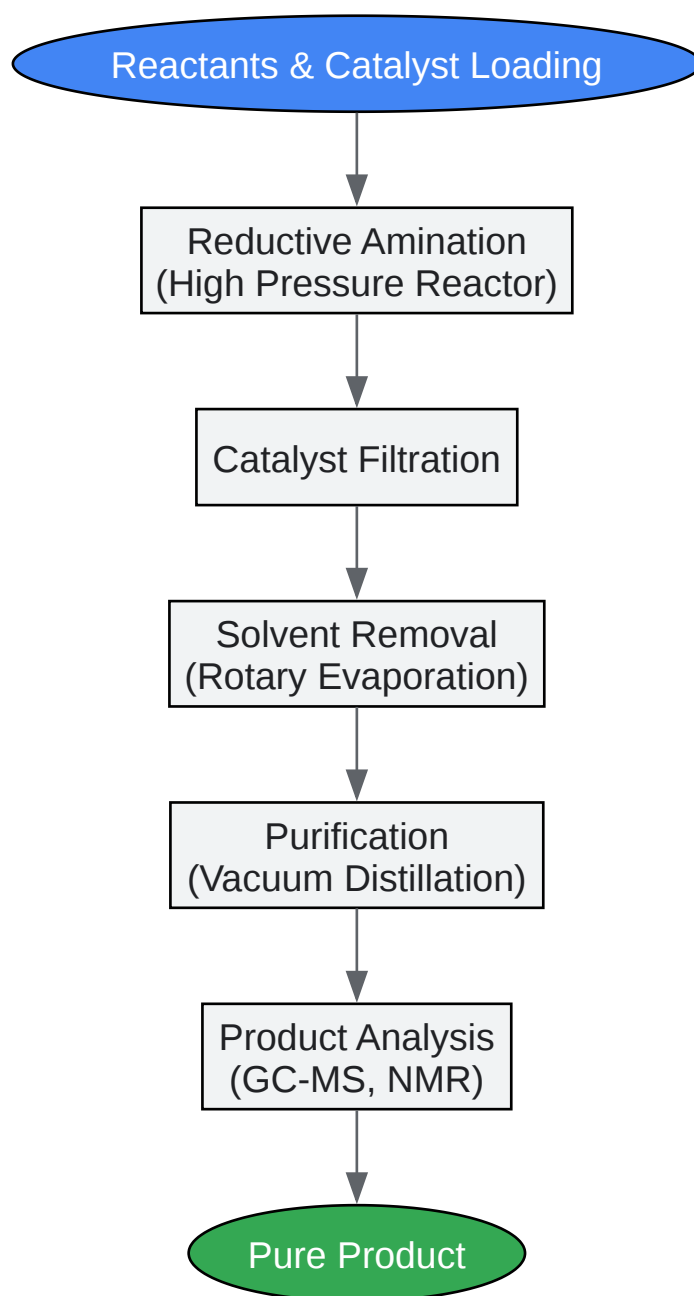 Reactants & Catalyst Loading
Reductive Amination
(High Pressure Reactor)
Catalyst Filtration
Solvent Removal
(Rotary Evaporation)
Purification
(Vacuum Distillation)
Product Analysis
(GC-MS, NMR)
Pure Product